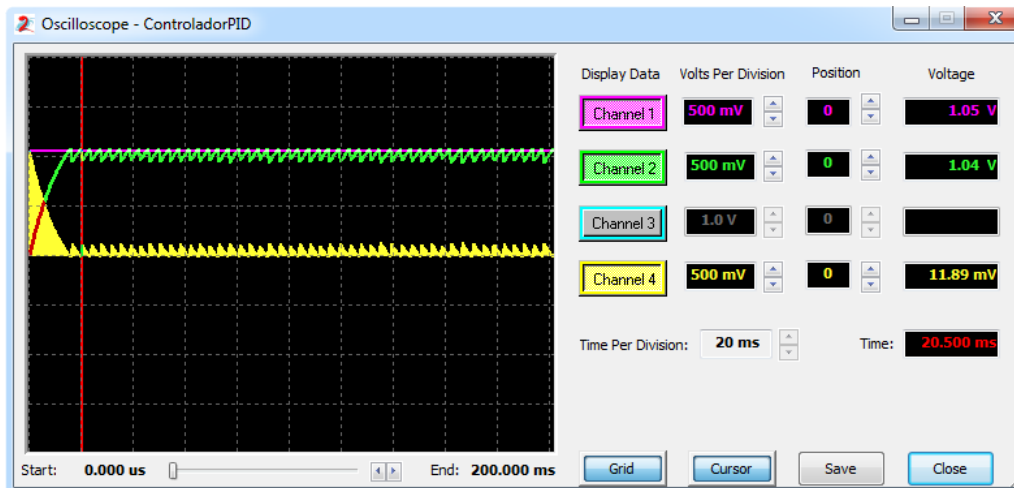 Oscilloscope - ControladorPID
Display Data Volts Per Division Position Voltage
Channel 1 500 mV 0 1.05 V
Channel 2 500 mV 0 1.04 V
Channel 3 1.0 V 0
Channel 4 500 mV 0 11.89 mV
Time Per Division: 20 ms Time: 20.500 ms
Start: 0.000 us End: 200.000 ms Grid Cursor Save Close